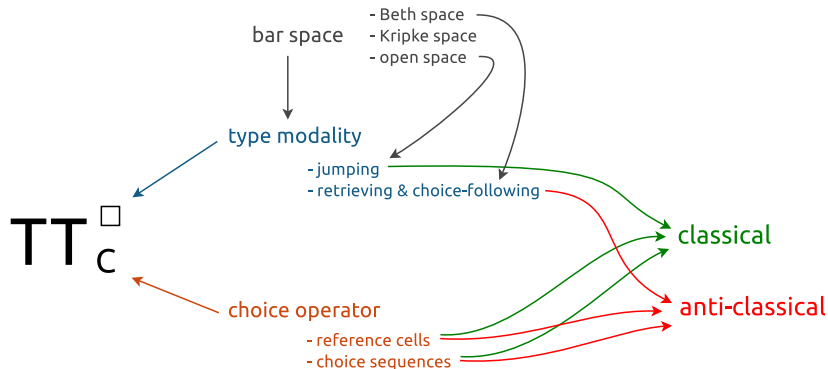 - Beth space
bar space
- Kripke space
- open space
type modality
- jumping
- retrieving & choice-following
TT□C
classical
choice operator
anti-classical
- reference cells
- choice sequences